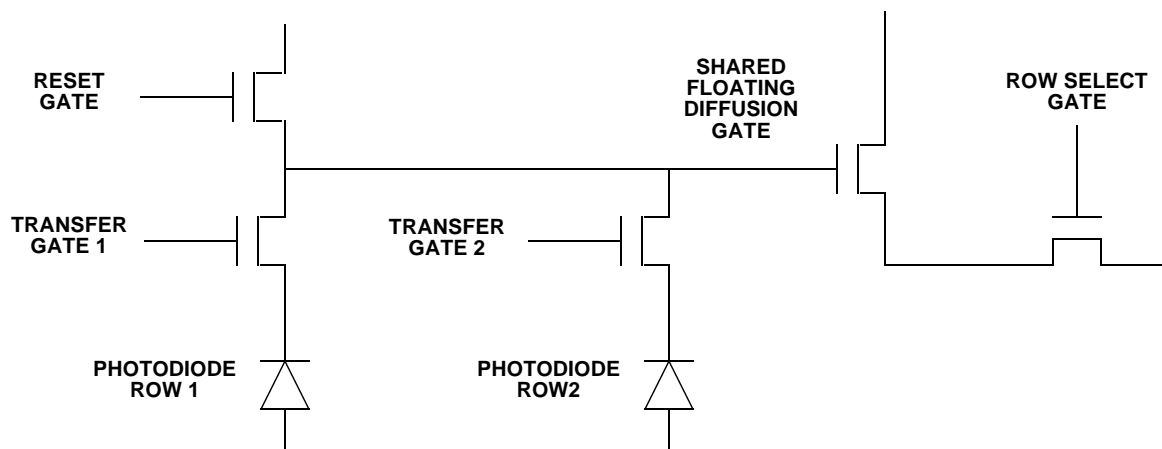 RESET
GATE
SHARED
FLOATING
DIFFUSION
GATE
ROW SELECT
GATE
TRANSFER
GATE 1
TRANSFER
GATE 2
PHOTODIODE
ROW 1
PHOTODIODE
ROW2